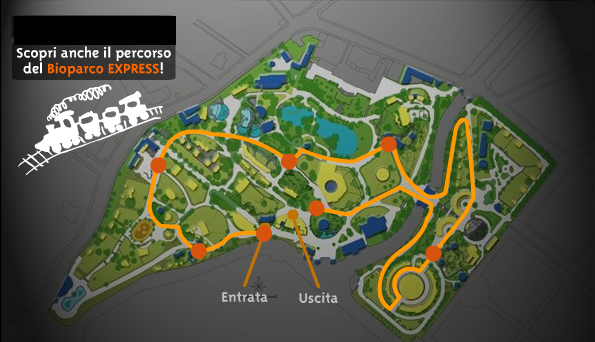 Scopri anche il percorso
del Bioparco EXPRESS!
Entrata
Uscita